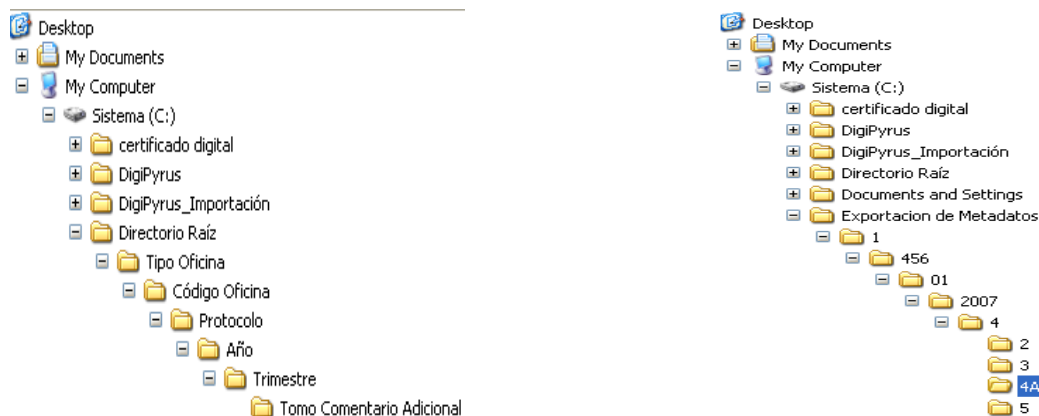 Desktop
My Documents
My Computer
Sistema (C:)
certificado digital
DigiPyrus
DigiPyrus_Importación
Directorio Raíz
Tipo Oficina
Código Oficina
Protocolo
Año
Trimestre
Tomo Comentario Adicional
Desktop
My Documents
My Computer
Sistema (C:)
certificado digital
DigiPyrus
DigiPyrus_Importación
Directorio Raíz
Documents and Settings
Exportacion de Metadatos
1
456
01
2007
4
2
3
4A
5